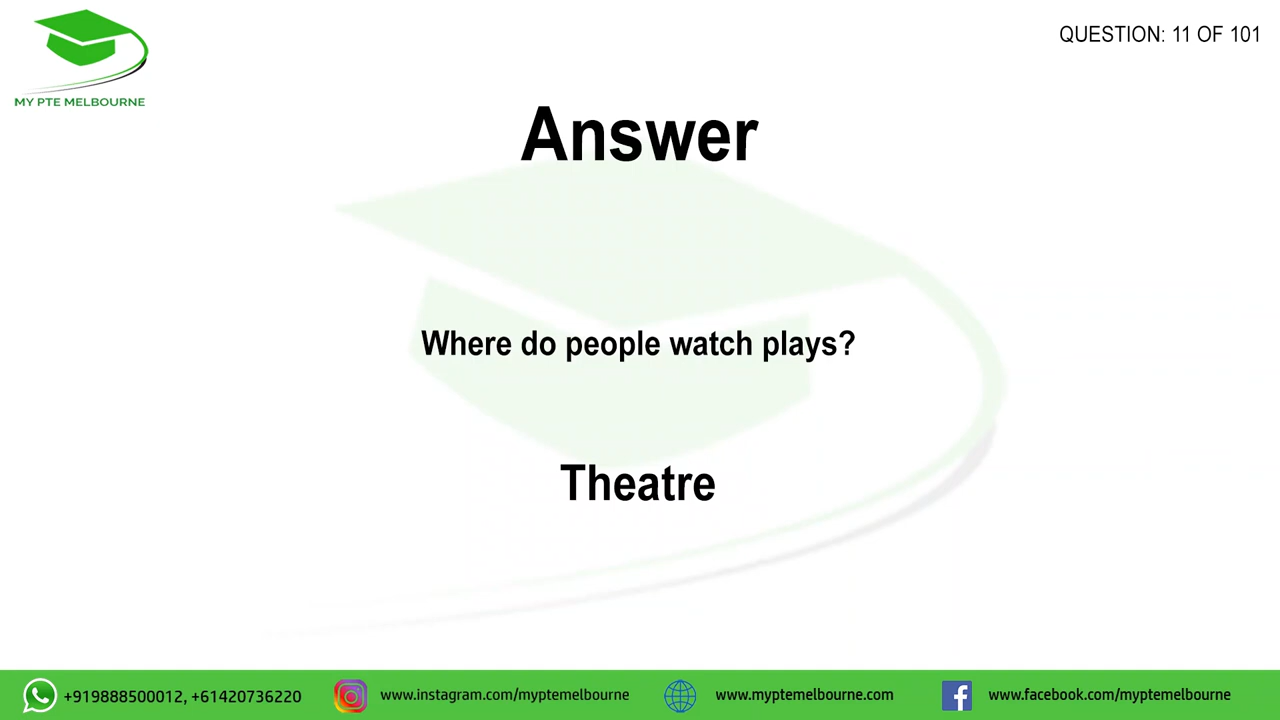 MY PTE MELBOURNE
QUESTION: 11 OF 101
Answer
Where do people watch plays?
Theatre
+919888500012, +61420736220
www.instagram.com/myptemelbourne
www.myptemelbourne.com
www.facebook.com/myptemelbourne